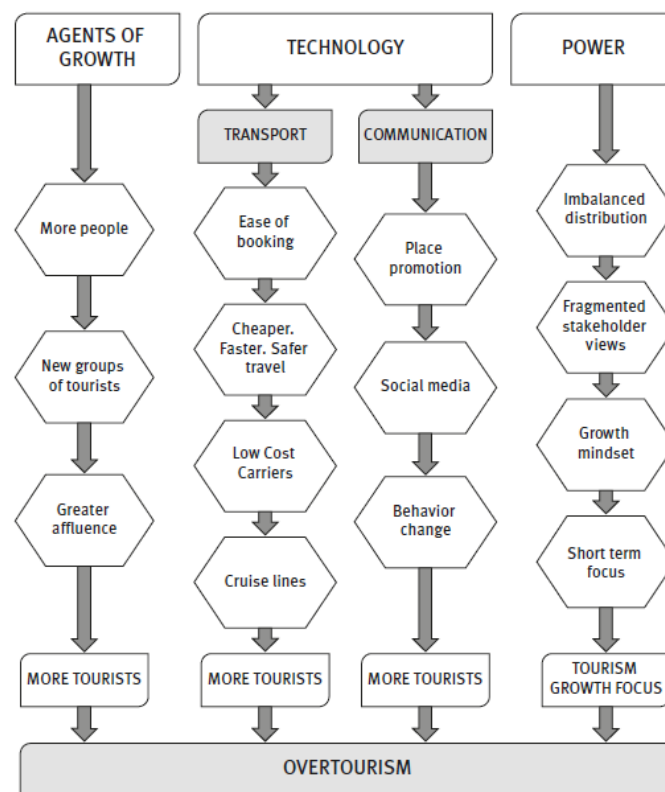 AGENTS OF
GROWTH
TECHNOLOGY
POWER
TRANSPORT
COMMUNICATION
More people
New groups
of tourists
Greater
affluence
MORE TOURISTS
Ease of
booking
Cheaper.
Faster. Safer
travel
Low Cost
Carriers
Cruise lines
MORE TOURISTS
Place
promotion
Social media
Behavior
change
MORE TOURISTS
Imbalanced
distribution
Fragmented
stakeholder
views
Growth
mindset
Short term
focus
TOURISM
GROWTH FOCUS
OVERTOURISM